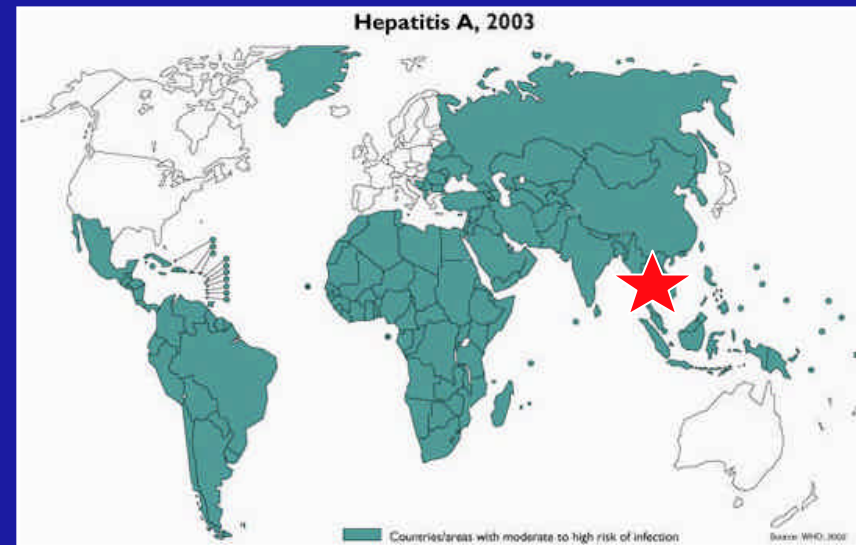 Hepatitis A, 2003
Countries/areas with moderate to high risk of infection
Source: WHO, 2002